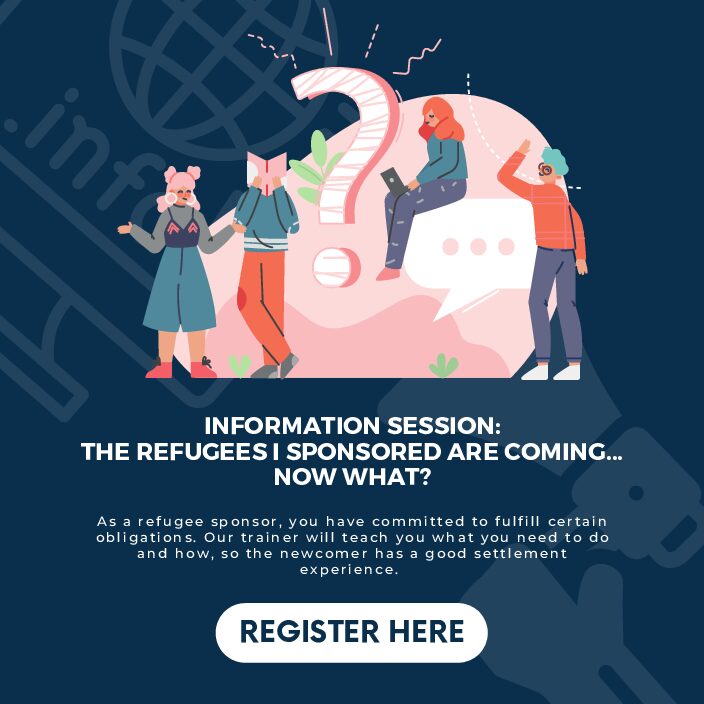 info
INFORMATION SESSION:
THE REFUGEES I SPONSORED ARE COMING...
NOW WHAT?
As a refugee sponsor, you have committed to fulfill certain
obligations. Our trainer will teach you what you need to do
and how, so the newcomer has a good settlement
experience.
REGISTER HERE